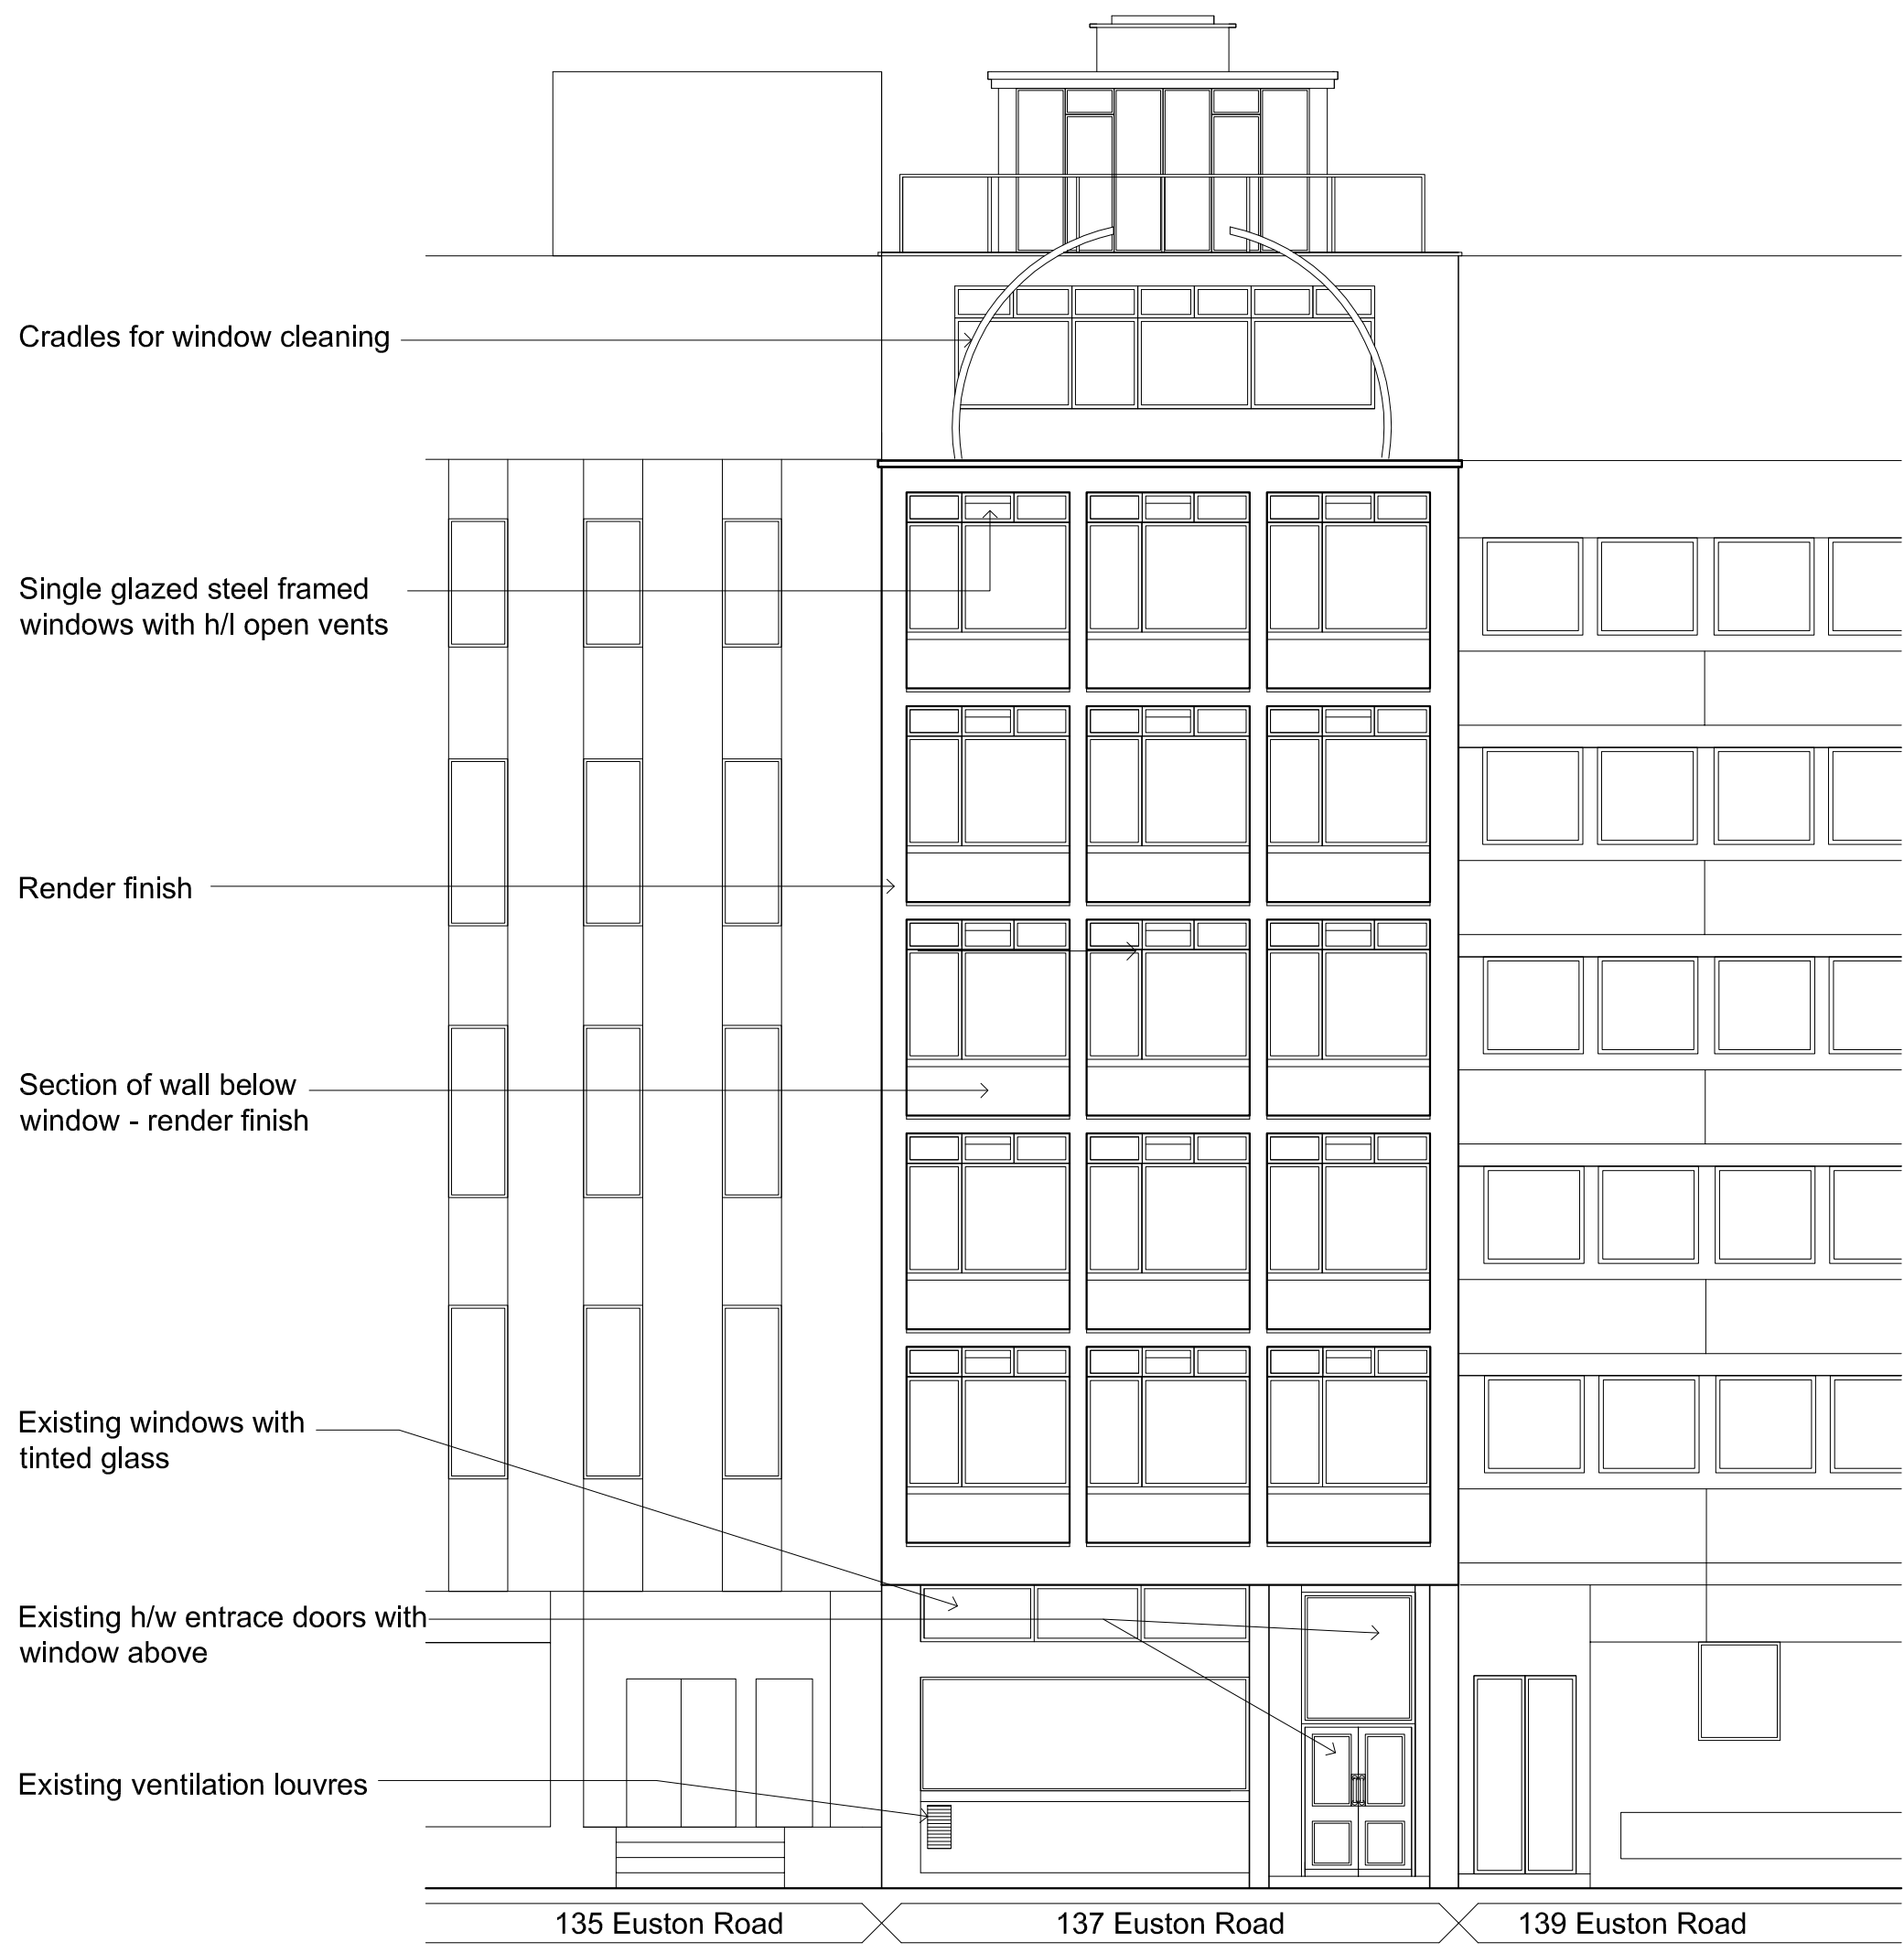 Cradles for window cleaning
Single glazed steel framed
windows with h/l open vents
Render finish
Section of wall below
window - render finish
Existing windows with
tinted glass
Existing h/w entrace doors with
window above
Existing ventilation louvres
135 Euston Road
137 Euston Road
139 Euston Road